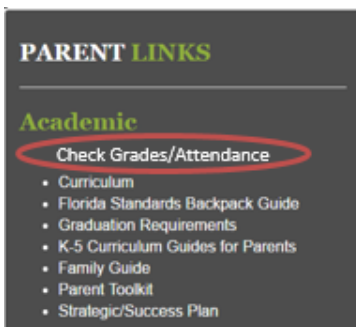 PARENT LINKS
Academic
Check Grades/Attendance
• Curriculum
• Florida Standards Backpack Guide
• Graduation Requirements
• K-5 Curriculum Guides for Parents
• Family Guide
• Parent Toolkit
• Strategic/Success Plan